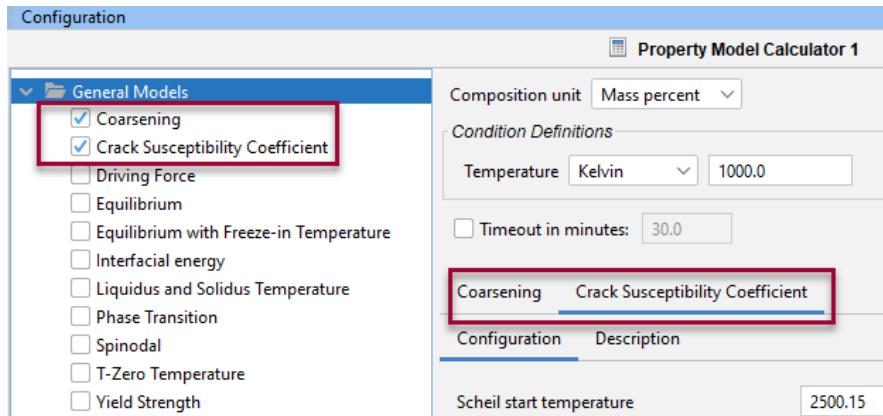 Configuration
Property Model Calculator 1
General Models
Coarsening
Crack Susceptibility Coefficient
Driving Force
Equilibrium
Equilibrium with Freeze-in Temperature
Interfacial energy
Liquidus and Solidus Temperature
Phase Transition
Spinodal
T-Zero Temperature
Yield Strength
Composition unit Mass percent
Condition Definitions
Temperature Kelvin 1000.0
Timeout in minutes: 30.0
Coarsening Crack Susceptibility Coefficient
Configuration Description
Scheil start temperature 2500.15